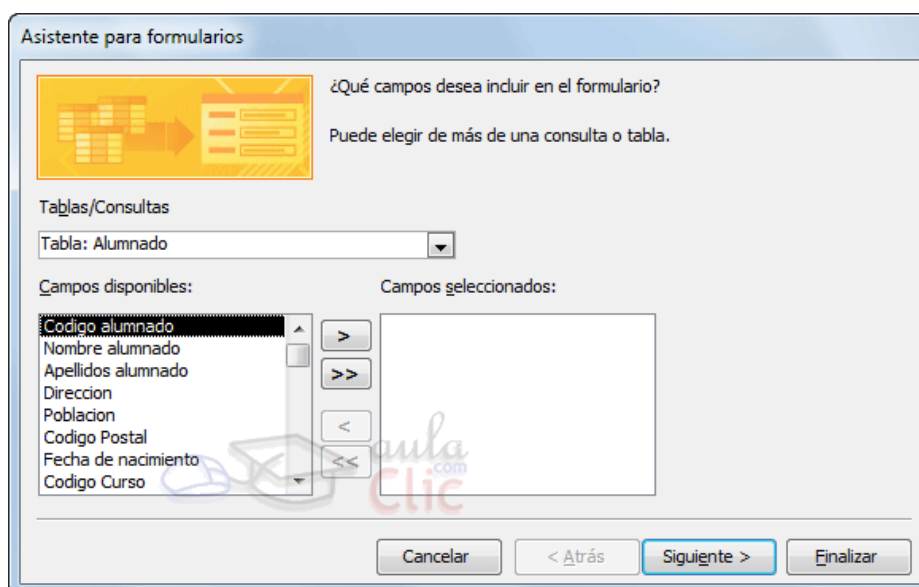 Asistente para formularios
¿Qué campos desea incluir en el formulario?
Puede elegir de más de una consulta o tabla.
Tablas/Consultas
Tabla: Alumnado
Campos disponibles:
Campos seleccionados:
Codigo alumnado
Nombre alumnado
Apellidos alumnado
Direccion
Poblacion
Codigo Postal
Fecha de nacimiento
Codigo Curso
>
>>
<
<<
aula
Clic
.com
Cancelar
< Atrás
Siguiente >
Finalizar